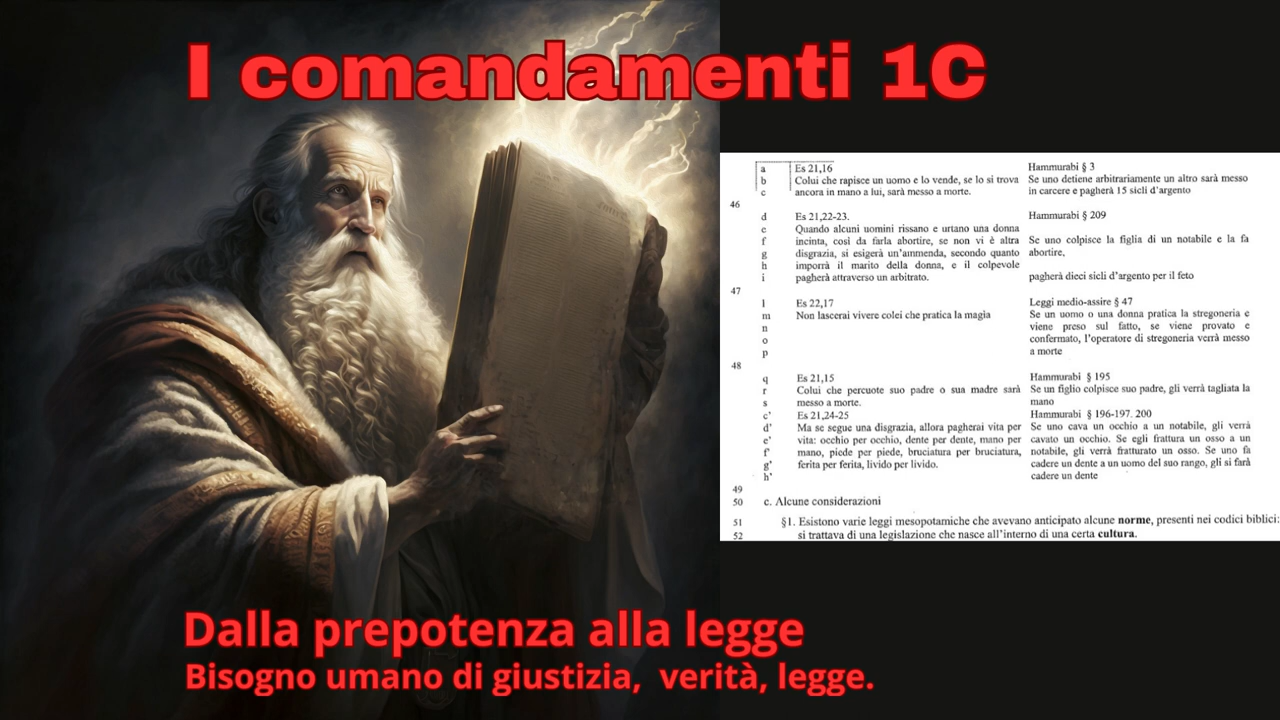 I comandamenti 1C
a Es 21,16 Hammurabi § 3
b Colui che rapisce un uomo e lo vende, se lo si trova Se uno detiene arbitrariamente un altro sarà messo
c ancora in mano a lui, sarà messo a morte. in carcere e pagherà 15 sicli d'argento
46
d Es 21,22-23. Hammurabi § 209
e Quando alcuni uomini rissano e urtano una donna
f incinta, così da farla abortire, se non vi è altra Se uno colpisce la figlia di un notabile e la fa
g disgrazia, si esigerà un'ammenda, secondo quanto abortire,
h imporrà il marito della donna, e il colpevole
i pagherà attraverso un arbitrato. pagherà dieci sicli d'argento per il feto
47
l Es 22,17 Leggi medio-assire § 47
m Non lascerai vivere colei che pratica la magia Se un uomo o una donna pratica la stregoneria e
n viene preso sul fatto, se viene provato e
o confermato, l'operatore di stregoneria verrà messo
p a morte
48
q Es 21,15 Hammurabi § 195
r Colui che percuote suo padre o sua madre sarà Se un figlio colpisce suo padre, gli verrà tagliata la
s messo a morte. mano
c' Es 21,24-25 Hammurabi § 196-197. 200
d' Ma se segue una disgrazia, allora pagherai vita per Se uno cava un occhio a un notabile, gli verrà
e' vita: occhio per occhio, dente per dente, mano per cavato un occhio. Se egli frattura un osso a un
f' mano, piede per piede, bruciatura per bruciatura, notabile, gli verrà fratturato un osso. Se uno fa
g' ferita per ferita, livido per livido. cadere un dente a un uomo del suo rango, gli si farà
h' cadere un dente
49
50 c. Alcune considerazioni
51 §1. Esistono varie leggi mesopotamiche che avevano anticipato alcune norme, presenti nei codici biblici:
52 si trattava di una legislazione che nasce all'interno di una certa cultura.
Dalla prepotenza alla legge
Bisogno umano di giustizia, verità, legge.